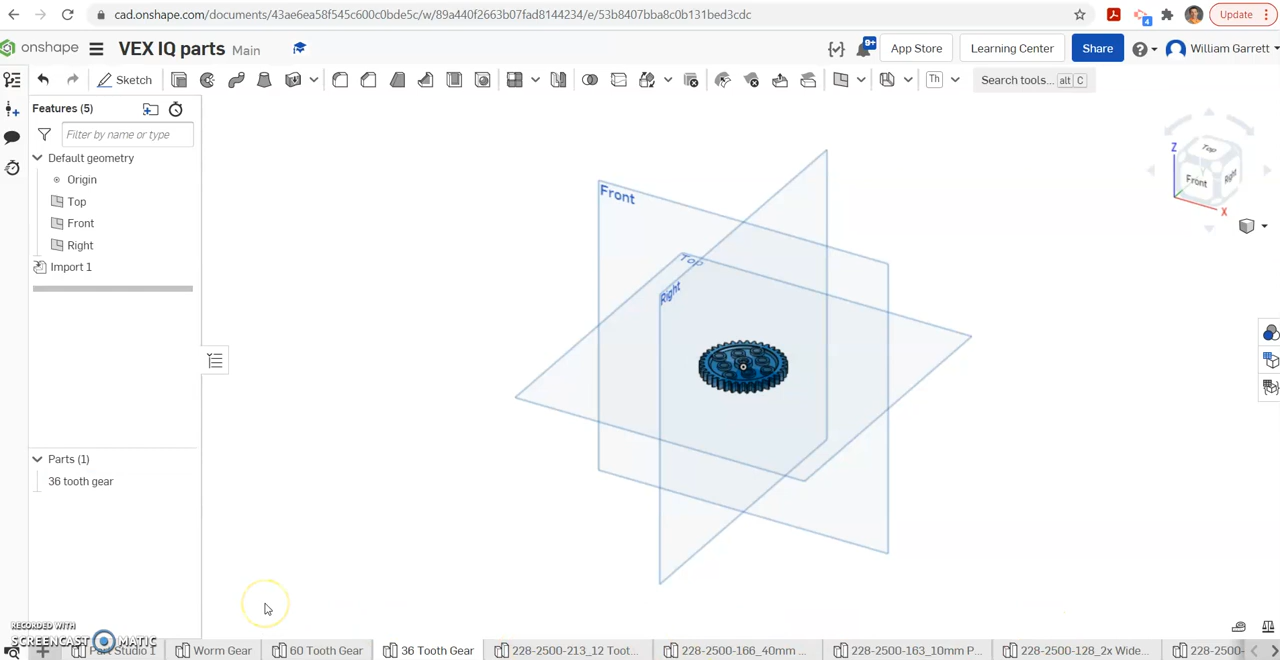 cad.onshape.com/documents/43ae6ea58f545c600c0bde5c/w/89a440f2663b7fad8144234/e/53b8407bba8c0b131bed3cdc
4
Update
onshape
VEX IQ parts Main
9+
App Store
Learning Center
Share
William Garrett
Sketch
Th
Search tools... alt C
Features (5)
Filter by name or type
Default geometry
Origin
Top
Front
Right
Import 1
Parts (1)
36 tooth gear
Front
Top
Right
Z
Top
Front
Right
X
RECORDED WITH
SCREENCAST MATIC
Part Studio 1
Worm Gear
60 Tooth Gear
36 Tooth Gear
228-2500-213_12 Toot...
228-2500-166_40mm ...
228-2500-163_10mm P...
228-2500-128_2x Wide...
228-2500-